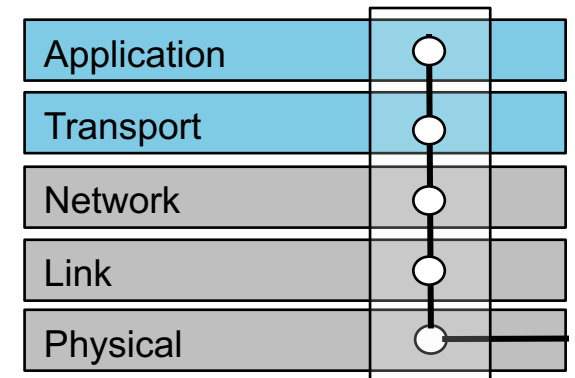 Application
Transport
Network
Link
Physical